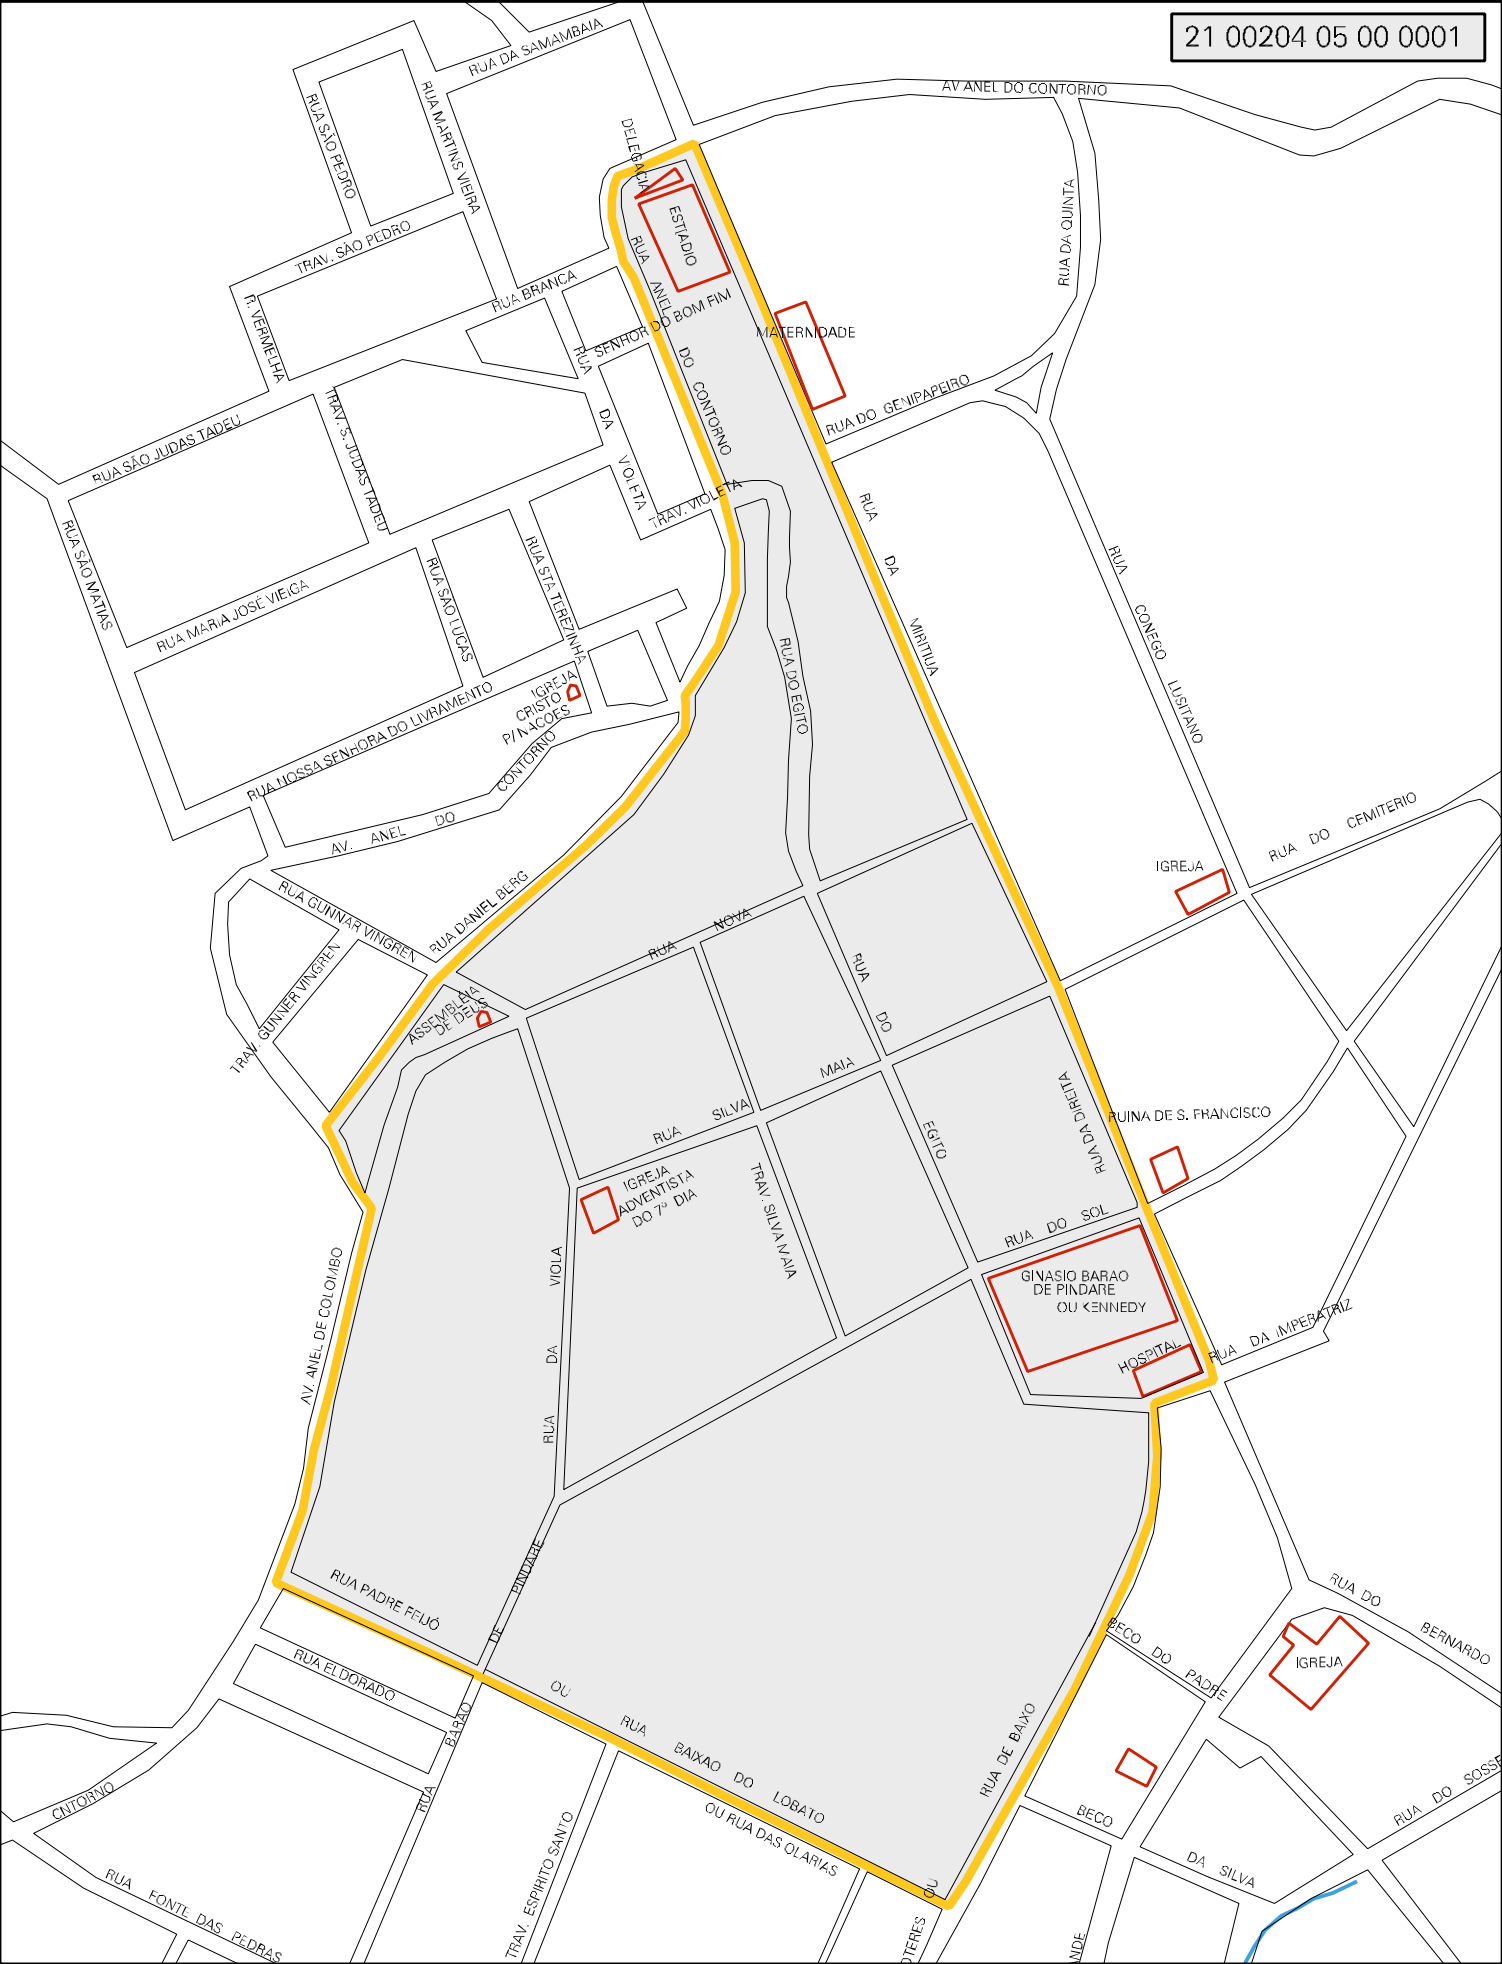 21 00204 05 00 0001
RUA DA SAMAMBAIA
AV ANEL DO CONTORNO
RUA SÃO PEDRO
RUA MARTINS VIEIRA
DELEGACIA
ESTÁDIO
RUA DA QUINTA
TRAV. SÃO PEDRO
RUA BRANCA
R. VERMELHA
RUA ANEL DO CONTORNO
SENHOR DO BOM FIM
MATERNIDADE
RUA DA VIOLETA
RUA DO GENIPAPEIRO
RUA SÃO JUDAS TADEU
TRAV. S. JUDAS TADEU
TRAV. VIOLETA
RUA DA MIRITIUA
RUA SÃO MATIAS
RUA MARIA JOSÉ VIEIGA
RUA SAO LUCAS
RUA STA TEREZINHA
RUA CONEGO LUSITANO
RUA DO EGITO
IGREJA
CRISTO
P/ NACOES
RUA NOSSA SENHORA DO LIVRAMENTO
AV. ANEL DO CONTORNO
RUA DO CEMITERIO
IGREJA
RUA DANIEL BERG
RUA GUNNAR VINGREN
TRAV. GUNNER VINGREN
RUA NOVA
ASSEMBLEIA
DE DEUS
RUA DO EGITO
RUA SILVA MAIA
RUA DA DIREITA
RUINA DE S. FRANCISCO
IGREJA
ADVENTISTA
DO 7º DIA
TRAV. SILVA MAIA
RUA DO SOL
GINASIO BARAO
DE PINDARE
OU KENNEDY
HOSPITAL
RUA DA IMPERATRIZ
AV. ANEL DE COLOMBO
RUA DA VIOLA
RUA PADRE FEIJÓ
RUA BARAO DE PINDARE
RUA ELDORADO
OU RUA BAIXAO DO LOBATO
OU RUA DAS OLARIAS
RUA DE BAIXO OU
OTERES
BECO DO PADRE
RUA DO BERNARDO
IGREJA
BECO DA SILVA
RUA DO SOSSE
CNTORNO
RUA FONTE DAS PEDRAS
TRAV. ESPIRITO SANTO
ANDE